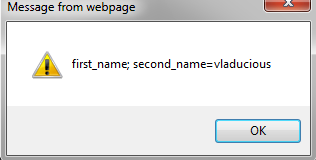 Message from webpage
first_name; second_name=vladucious
OK